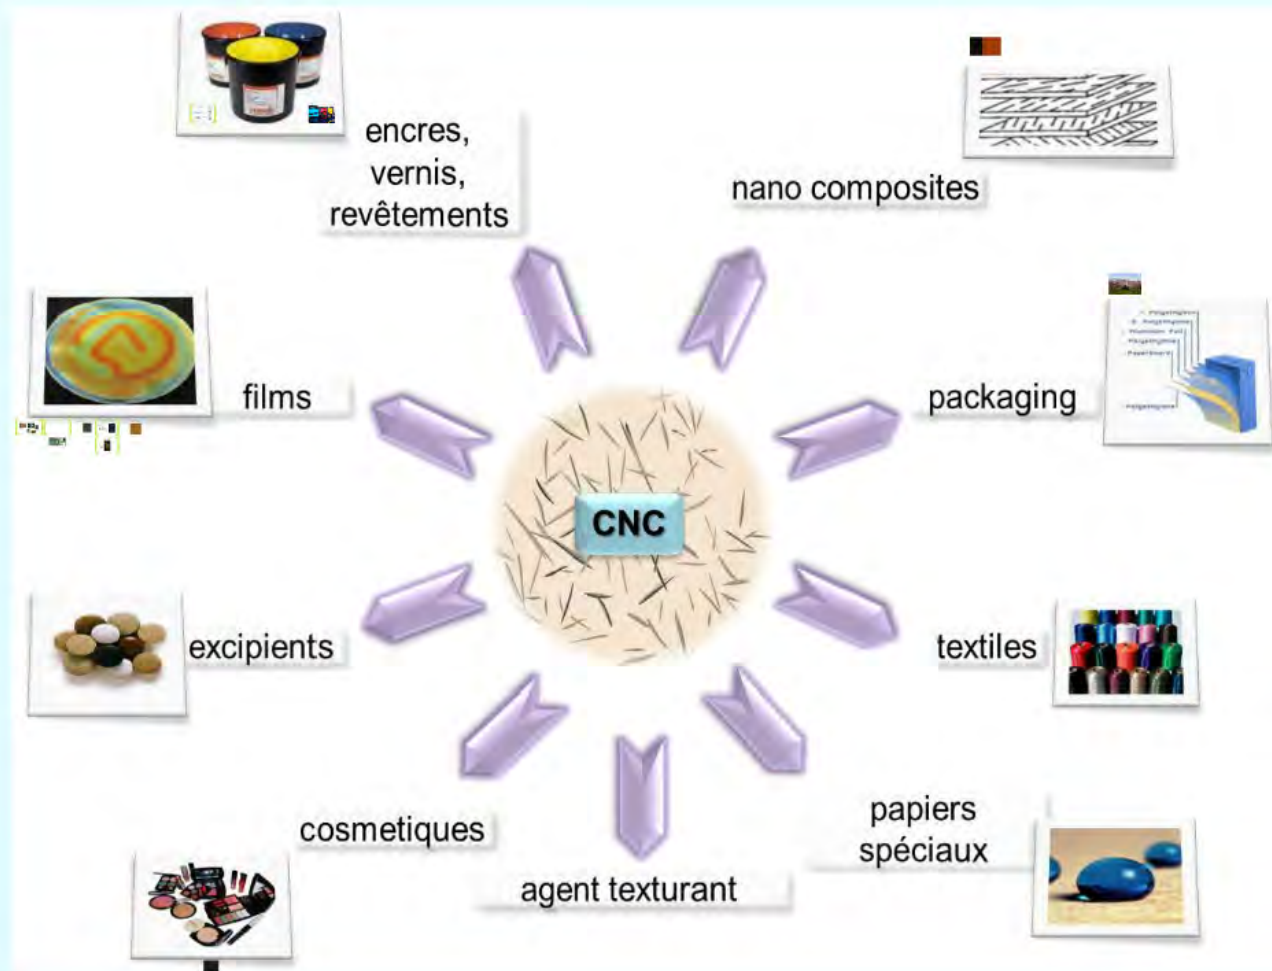 encres,
vernis,
revêtements
nano composites
films
packaging
CNC
excipients
textiles
cosmetiques
papiers
spéciaux
agent texturant